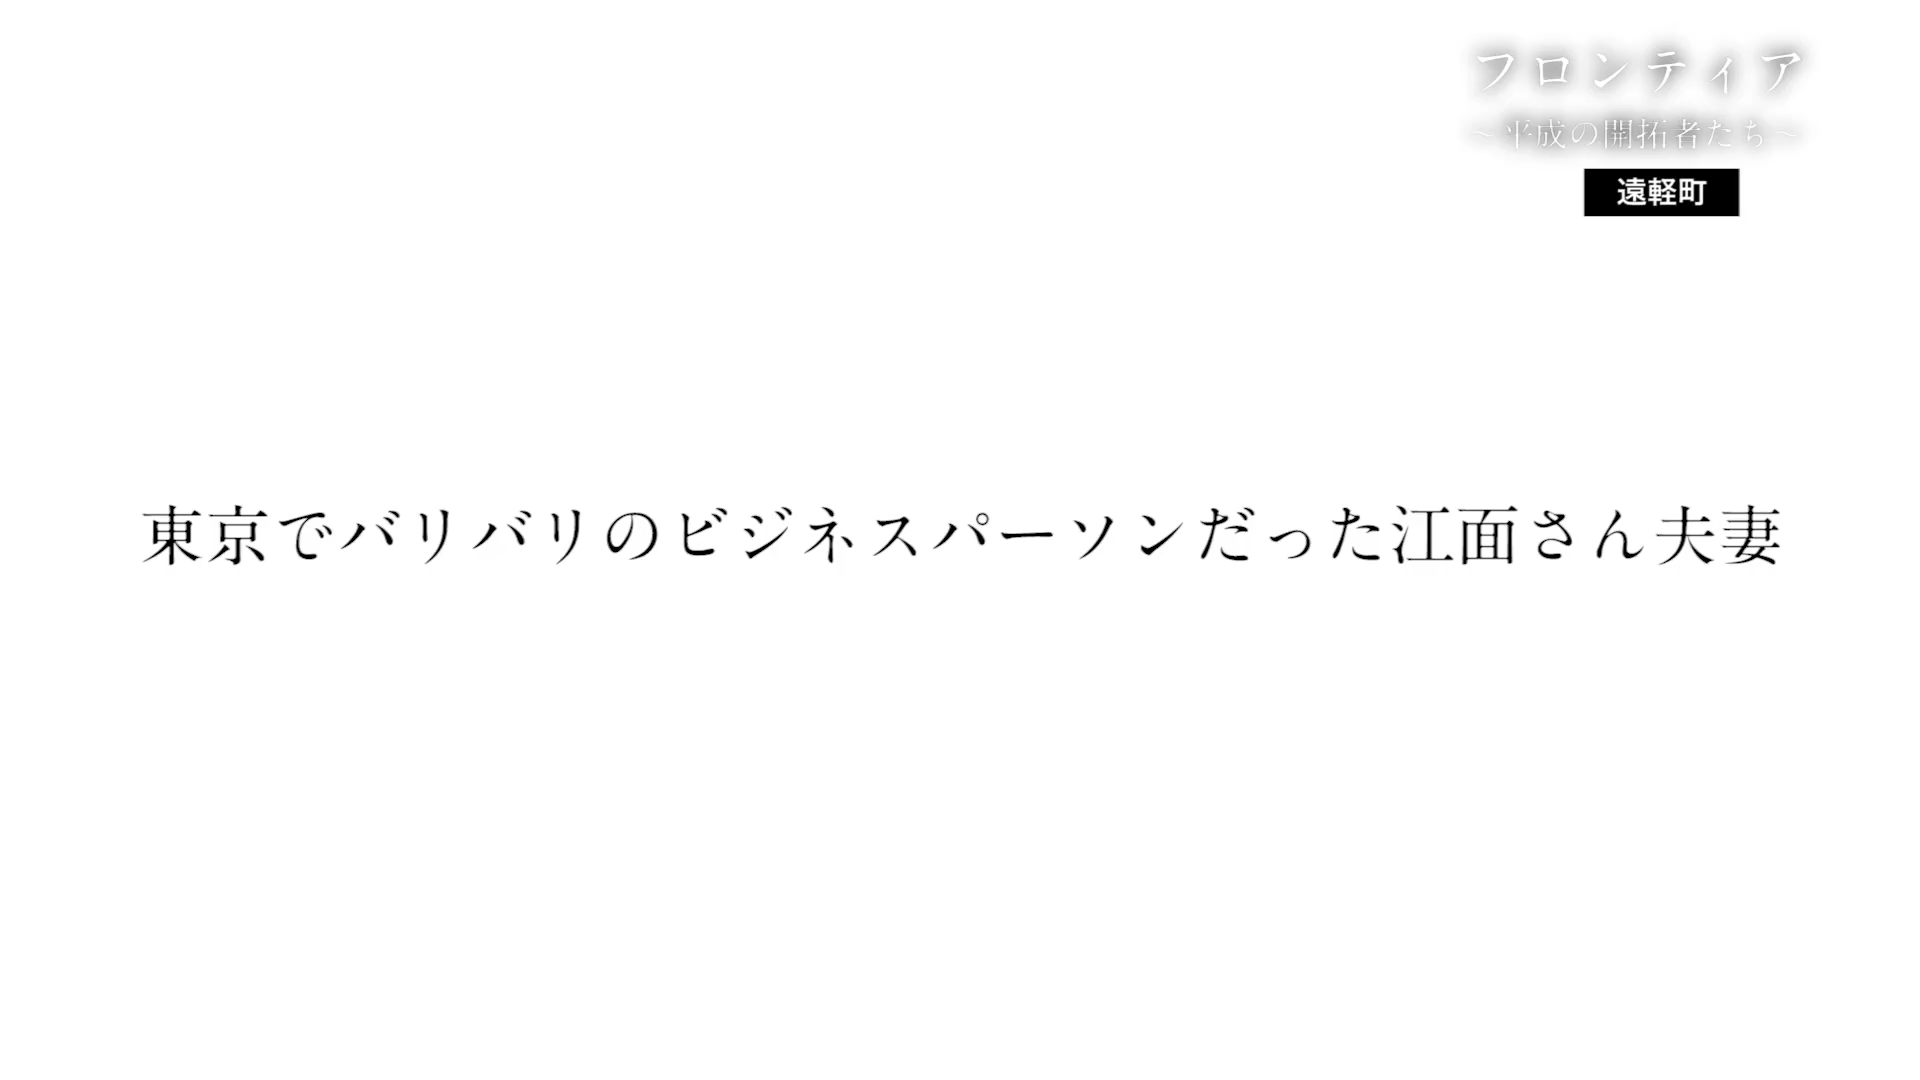 フロンティア
～平成の開拓者たち～
遠軽町
東京でバリバリのビジネスパーソンだった江面さん夫妻